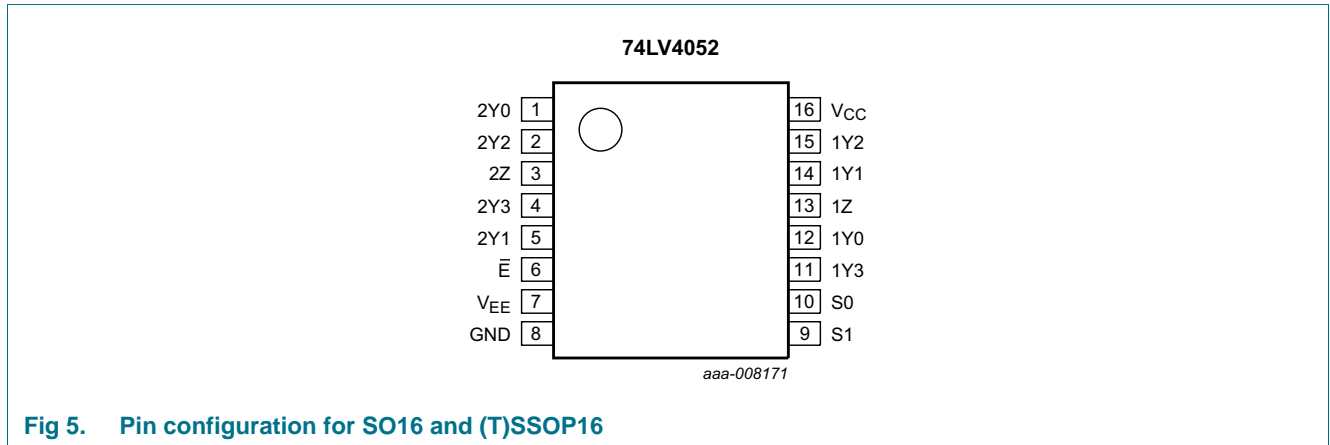 74LV4052
2Y0 1 16 VCC
2Y2 2 15 1Y2
2Z 3 14 1Y1
2Y3 4 13 1Z
2Y1 5 12 1Y0
E̅ 6 11 1Y3
VEE 7 10 S0
GND 8 9 S1
aaa-008171
Fig 5. Pin configuration for SO16 and (T)SSOP16